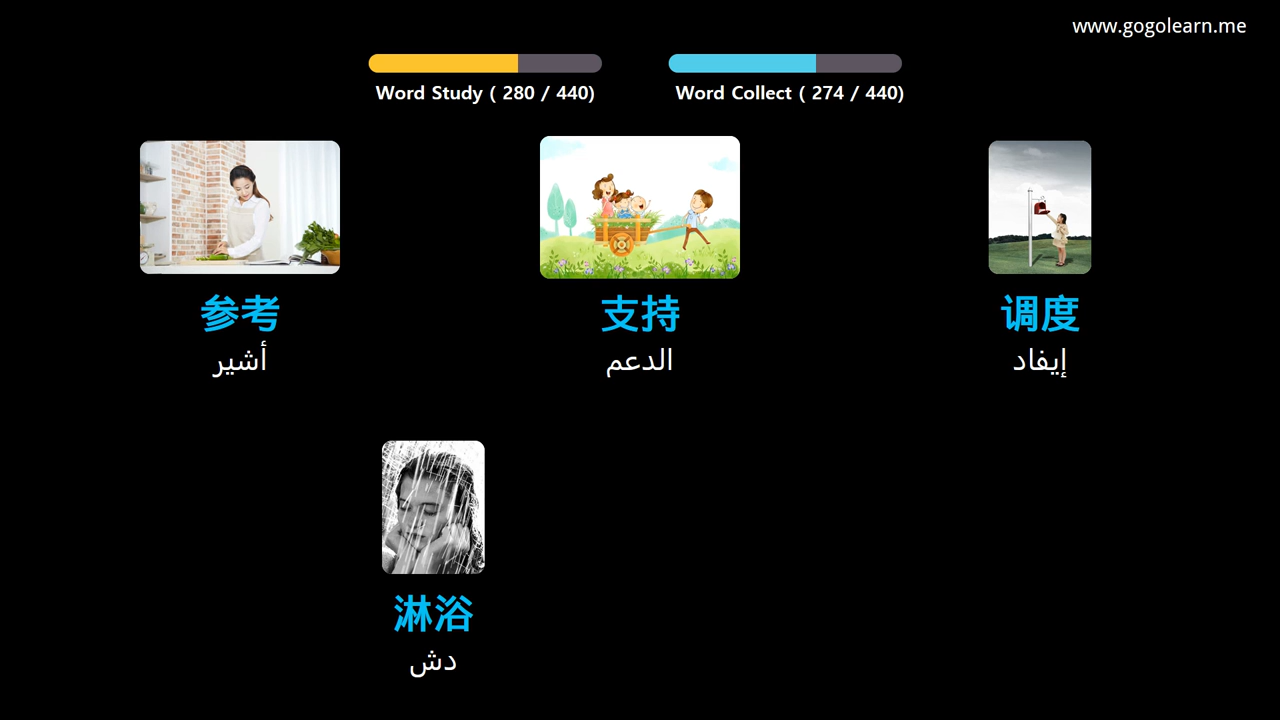 www.gogolearn.me
Word Study ( 280 / 440)
Word Collect ( 274 / 440)
参考
أشير
支持
الدعم
调度
إيفاد
淋浴
دش